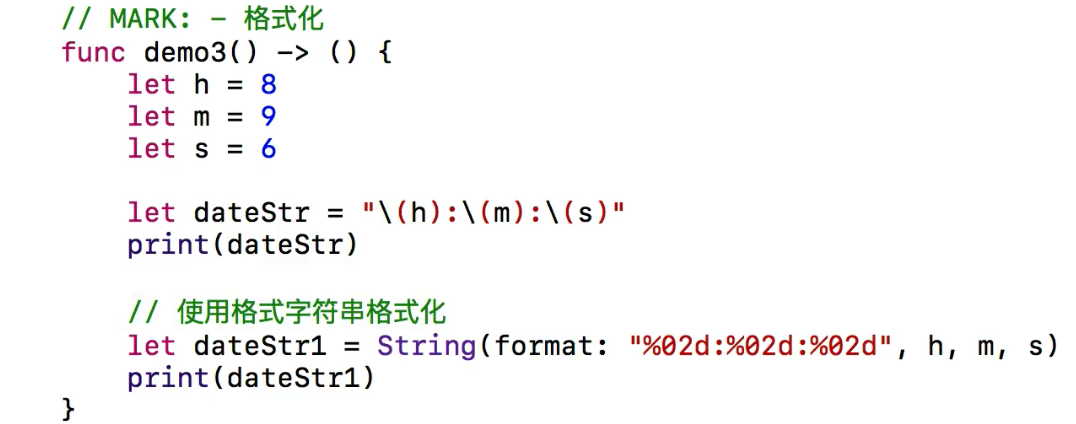 // MARK: - 格式化
func demo3() -> () {
    let h = 8
    let m = 9
    let s = 6

    let dateStr = "\(h):\(m):\(s)"
    print(dateStr)

    // 使用格式字符串格式化
    let dateStr1 = String(format: "%02d:%02d:%02d", h, m, s)
    print(dateStr1)
}